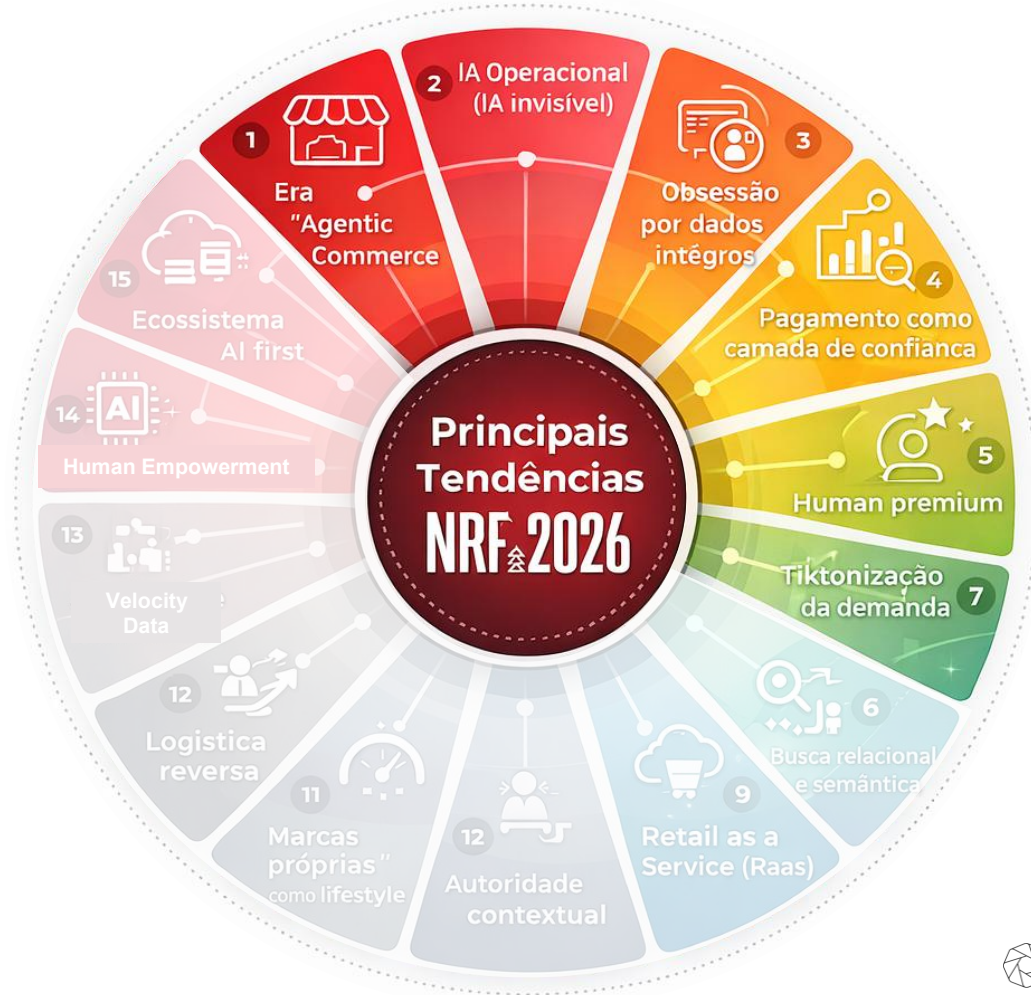 Principais
Tendências
NRF 2026
1
Era
"Agentic
Commerce
2
IA Operacional
(IA invisível)
3
Obsessão
por dados
intégros
4
Pagamento como
camada de confianca
5
Human premium
Tiktonização
da demanda
7
6
Busca relacional
e semântica
9
Retail as a
Service (Raas)
12
Autoridade
contextual
11
Marcas
próprias"
como lifestyle
12
Logistica
reversa
13
Velocity
Data
14
AI
Human Empowerment
15
Ecossistema
AI first